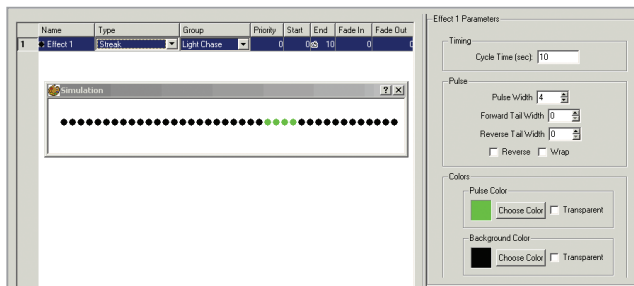 Name Type Group Priority Start End Fade In Fade Out
1 Effect 1 Streak Light Chase 0 0 10 0 0
Simulation
Effect 1 Parameters
Timing
Cycle Time (sec): 10
Pulse
Pulse Width 4
Forward Tail Width 0
Reverse Tail Width 0
Reverse Wrap
Colors
Pulse Color
Choose Color Transparent
Background Color
Choose Color Transparent